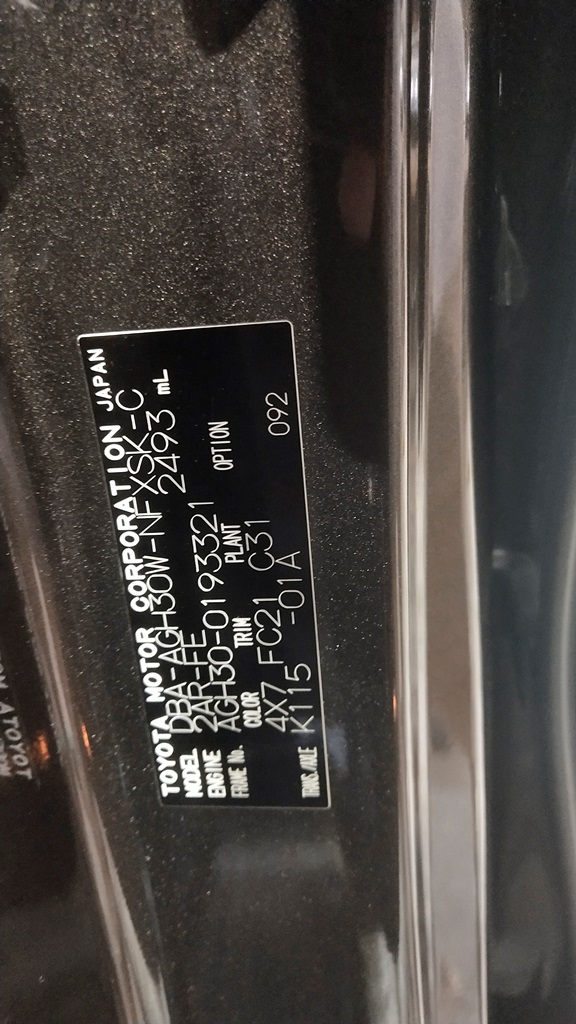 TOYOTA MOTOR CORPORATION JAPAN
MODEL DBA-AGH30W-NFXSK-C
ENGINE 2AR-FE 2493 mL
FRAME No. AGH30-0193321
COLOR TRIM PLANT OPTION
4X7 FC21 C31 092
TRANS/AXLE K115 -01A